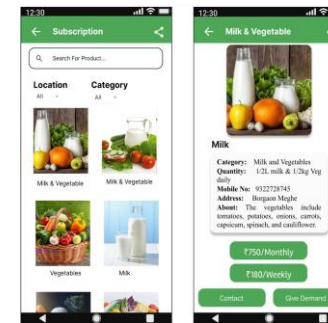 12:30
Subscription
Search For Product...
Location Category
All All
Milk & Vegetable Milk & Vegetable
Vegetables Milk
12:30
Milk & Vegetable
Milk
Category: Milk and Vegetables
Quantity: 1/2L milk & 1/2kg Veg
daily
Mobile No: 9322728745
Address: Borgaon Meghe
About: The vegetables include
tomatoes, potatoes, onions, carrots,
capsicum, spinach, and cauliflower.
₹750/Monthly
₹180/Weekly
Contact Give Demand